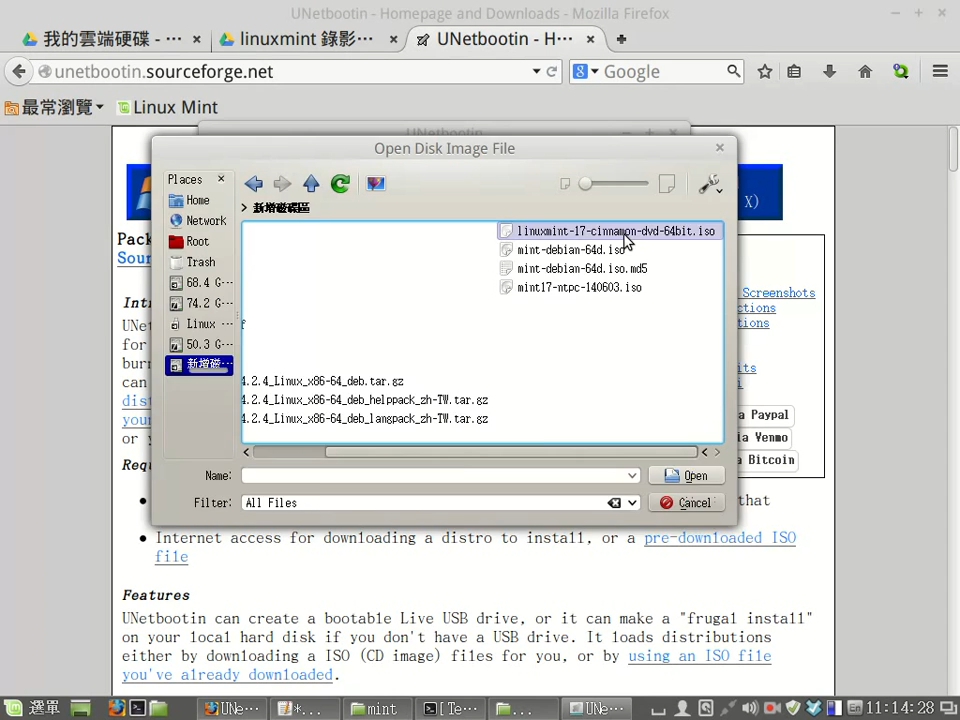 UNetbootin - Homepage and Downloads - Mozilla Firefox
我的雲端硬碟 - ··· ×
linuxmint 錄影··· ×
UNetbootin - H··· ×
unetbootin.sourceforge.net
Google
最常瀏覽
Linux Mint
UNetbootin
Open Disk Image File
Places
Home
Network
Root
Trash
68.4 G···
74.2 G···
Linux ···
50.3 G···
新增磁···
新增磁碟區
linuxmint-17-cinnamon-dvd-64bit.iso
mint-debian-64d.iso
mint-debian-64d.iso.md5
mint17-ntpc-140603.iso
4.2.4_Linux_x86-64_deb.tar.gz
4.2.4_Linux_x86-64_deb_helppack_zh-TW.tar.gz
4.2.4_Linux_x86-64_deb_langpack_zh-TW.tar.gz
Name:
Open
Filter: All Files
Cancel
X)
Pack
Sour
Screenshots
Intr
UNe
for
burn
can
dist
your
or y
a Paypal
ia Venmo
a Bitcoin
Requ
that
Internet access for downloading a distro to install, or a pre-downloaded ISO
file
Features
UNetbootin can create a bootable Live USB drive, or it can make a "frugal install"
on your local hard disk if you don't have a USB drive. It loads distributions
either by downloading a ISO (CD image) files for you, or by using an ISO file
you've already downloaded.
選單
UNe···
*...
mint
[Te...
...
UNe···
En
11:14:28